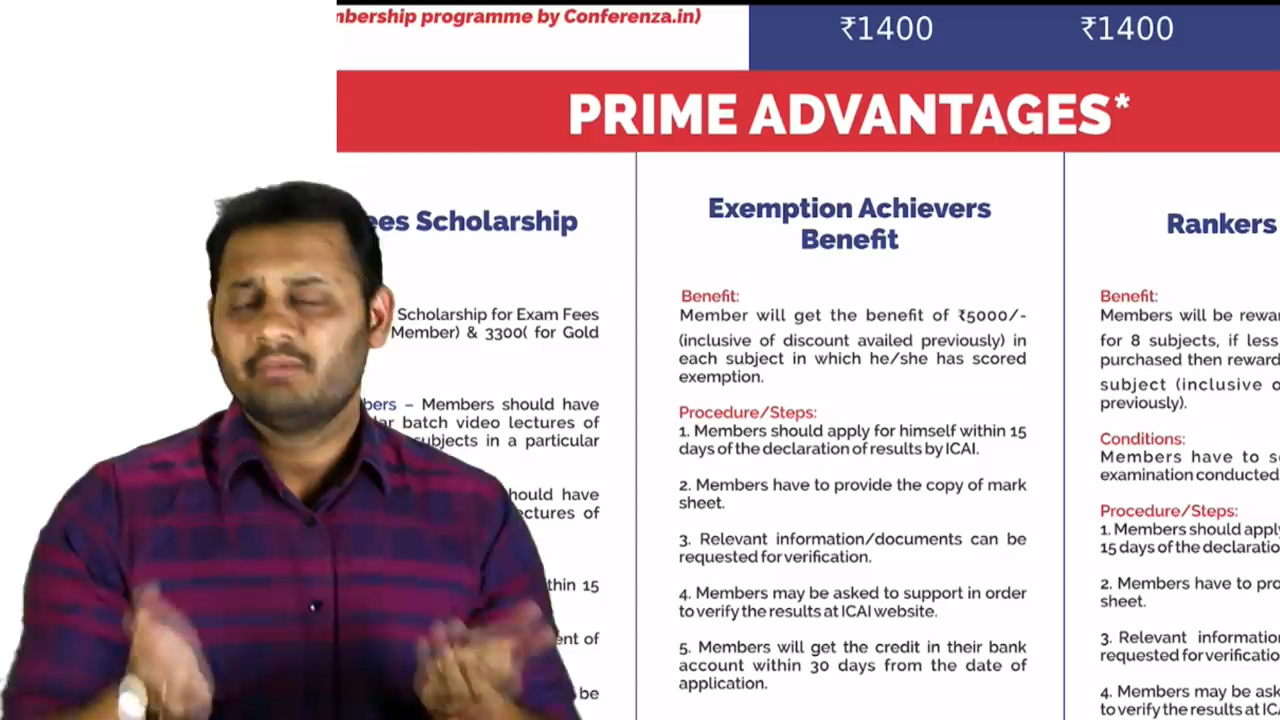 mbership programme by Conferenza.in)
₹1400 ₹1400
PRIME ADVANTAGES*
ees Scholarship
Scholarship for Exam Fees
Member) & 3300( for Gold
bers – Members should have
lar batch video lectures of
subjects in a particular
hould have
ectures of
thin 15
ent of
be
Exemption Achievers
Benefit
Benefit:
Member will get the benefit of ₹5000/-
(inclusive of discount availed previously) in
each subject in which he/she has scored
exemption.
Procedure/Steps:
1. Members should apply for himself within 15
days of the declaration of results by ICAI.
2. Members have to provide the copy of mark
sheet.
3. Relevant information/documents can be
requested for verification.
4. Members may be asked to support in order
to verify the results at ICAI website.
5. Members will get the credit in their bank
account within 30 days from the date of
application.
Rankers
Benefit:
Members will be rewa
for 8 subjects, if less
purchased then reward
subject (inclusive o
previously).
Conditions:
Members have to s
examination conducted
Procedure/Steps:
1. Members should apply
15 days of the declaratio
2. Members have to pro
sheet.
3. Relevant information
requested for verificatio
4. Members may be ask
to verify the results at IC